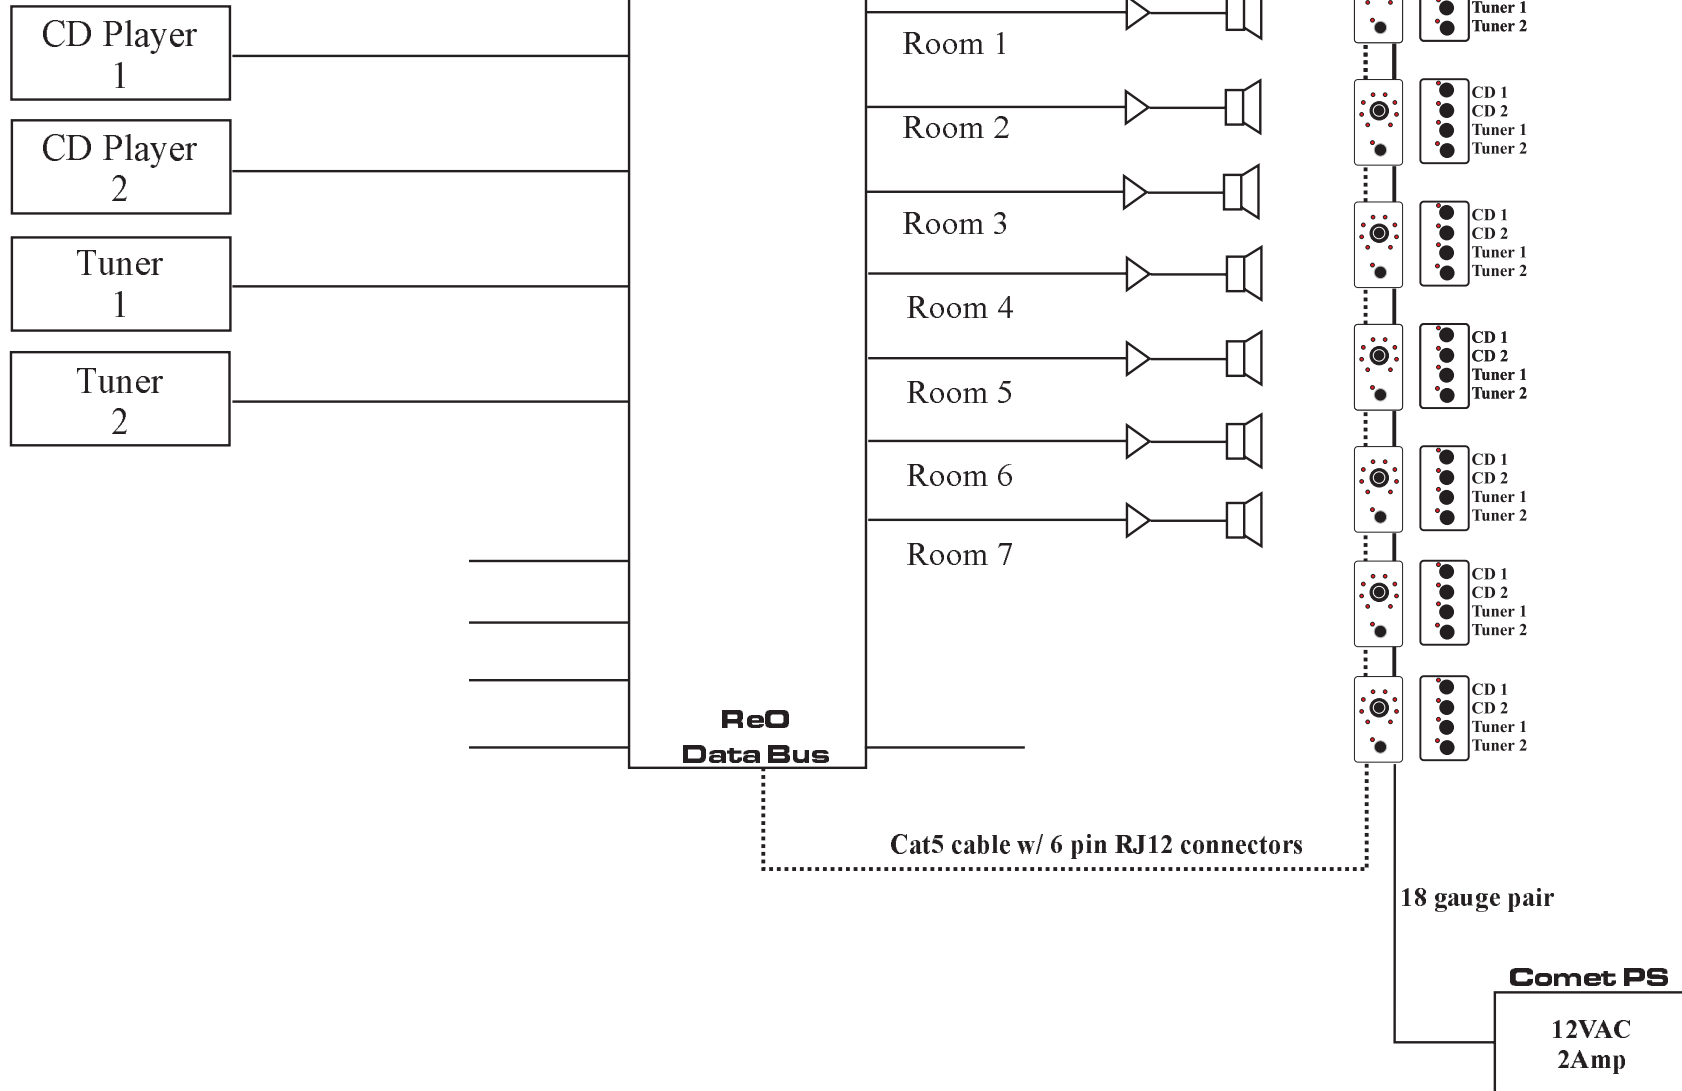 CD Player
1
CD Player
2
Tuner
1
Tuner
2
Room 1
Room 2
Room 3
Room 4
Room 5
Room 6
Room 7
Tuner 1
Tuner 2
CD 1
CD 2
Tuner 1
Tuner 2
CD 1
CD 2
Tuner 1
Tuner 2
CD 1
CD 2
Tuner 1
Tuner 2
CD 1
CD 2
Tuner 1
Tuner 2
CD 1
CD 2
Tuner 1
Tuner 2
CD 1
CD 2
Tuner 1
Tuner 2
ReO
Data Bus
Cat5 cable w/ 6 pin RJ12 connectors
18 gauge pair
Comet PS
12VAC
2Amp